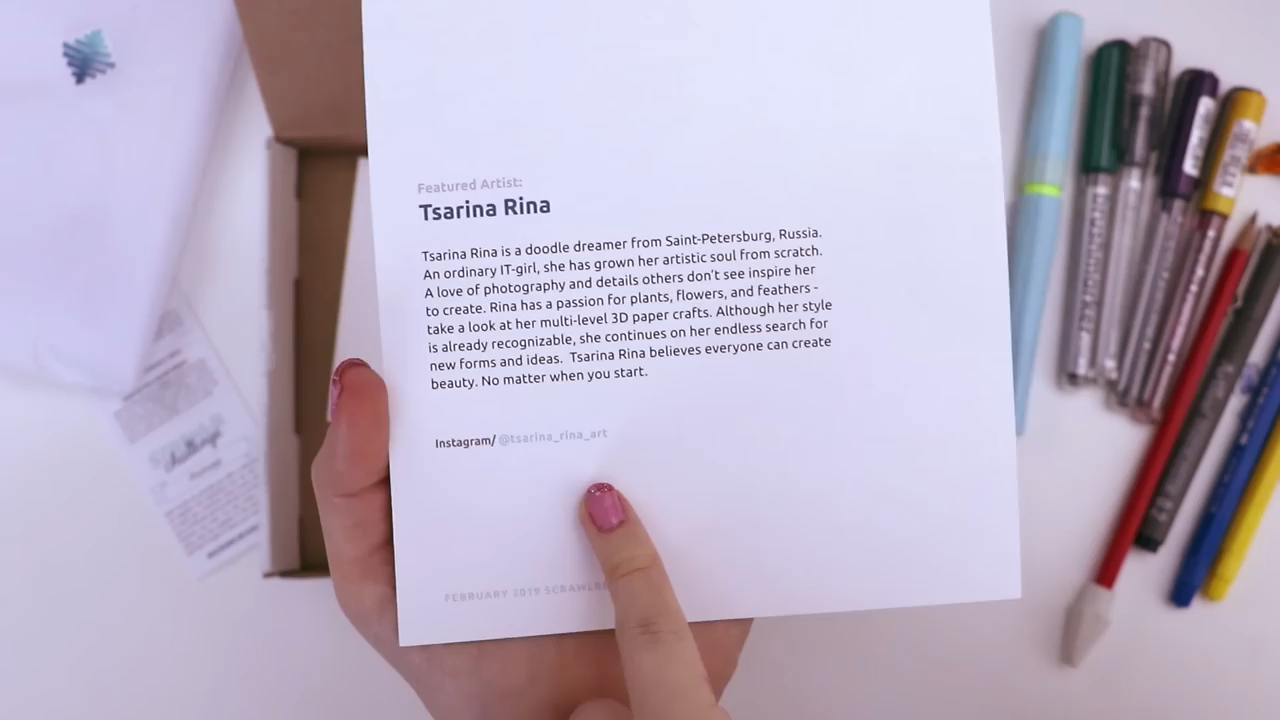 Featured Artist:
Tsarina Rina
Tsarina Rina is a doodle dreamer from Saint-Petersburg, Russia.
An ordinary IT-girl, she has grown her artistic soul from scratch.
A love of photography and details others don't see inspire her
to create. Rina has a passion for plants, flowers, and feathers -
take a look at her multi-level 3D paper crafts. Although her style
is already recognizable, she continues on her endless search for
new forms and ideas.  Tsarina Rina believes everyone can create
beauty. No matter when you start.
Instagram/ @tsarina_rina_art
FEBRUARY 2019